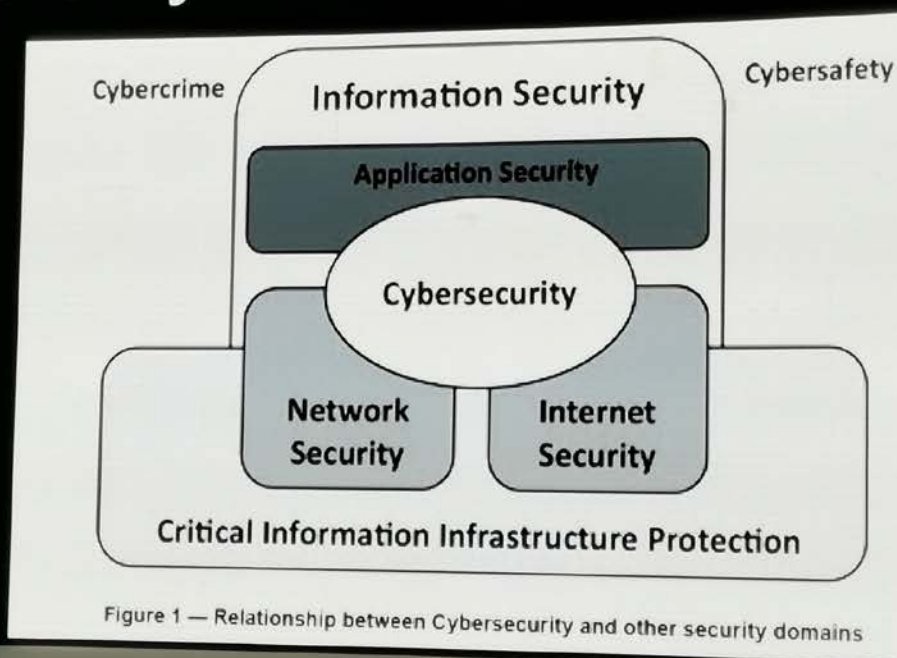 Cybercrime
Information Security
Cybersafety
Application Security
Cybersecurity
Network
Security
Internet
Security
Critical Information Infrastructure Protection
Figure 1 — Relationship between Cybersecurity and other security domains